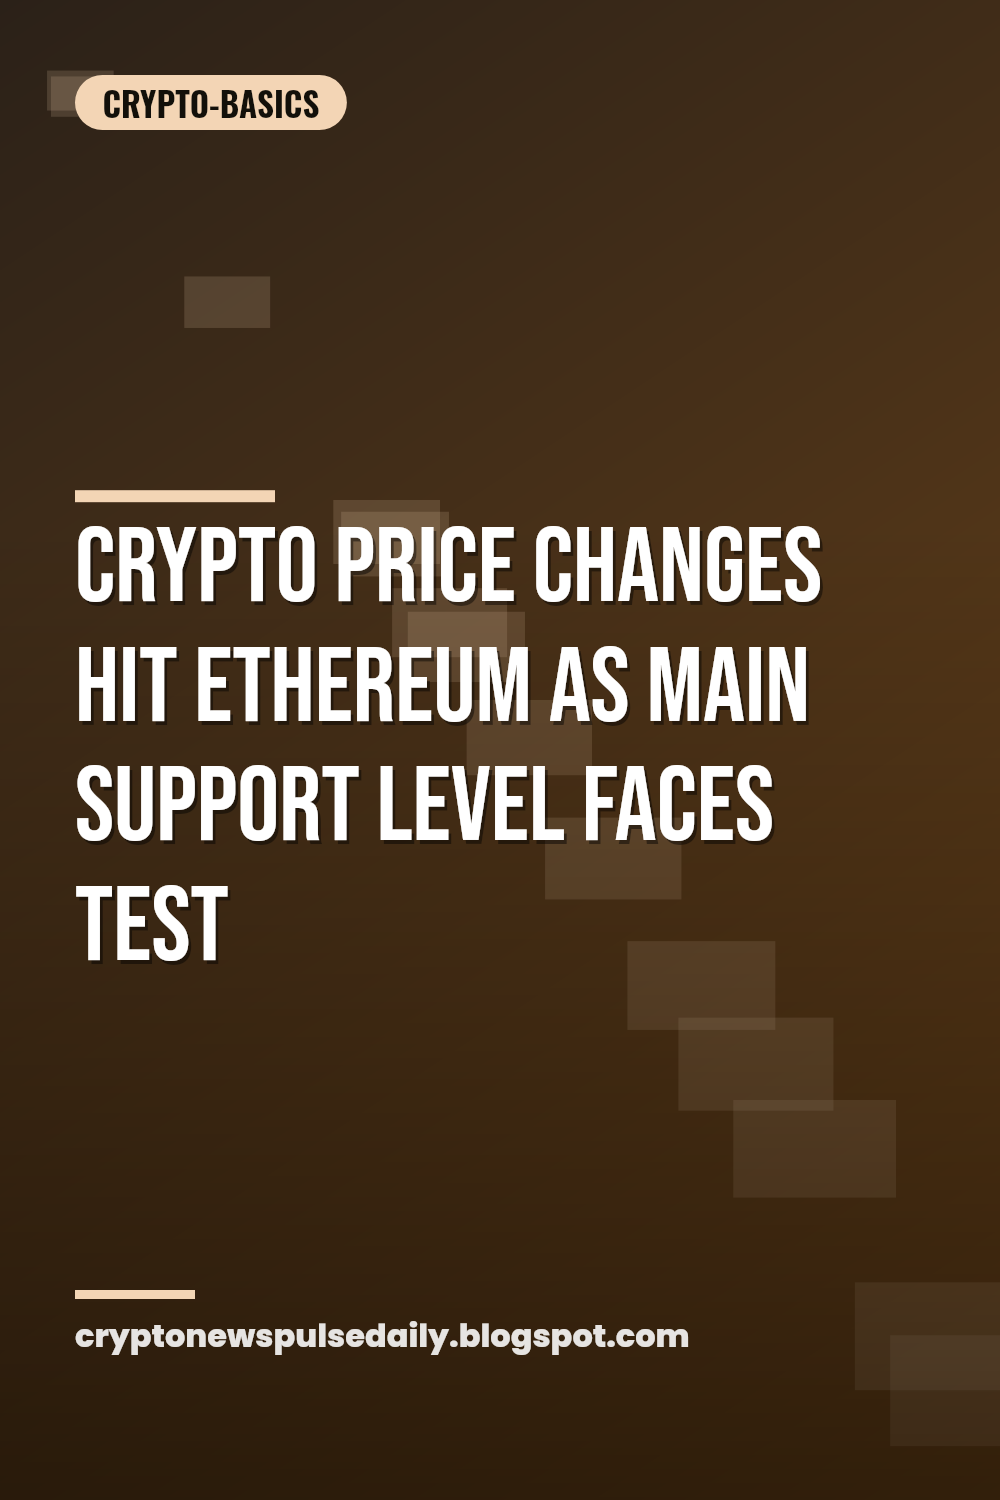 CRYPTO-BASICS
CRYPTO PRICE CHANGES
HIT ETHEREUM AS MAIN
SUPPORT LEVEL FACES
TEST
cryptonewspulsedaily.blogspot.com